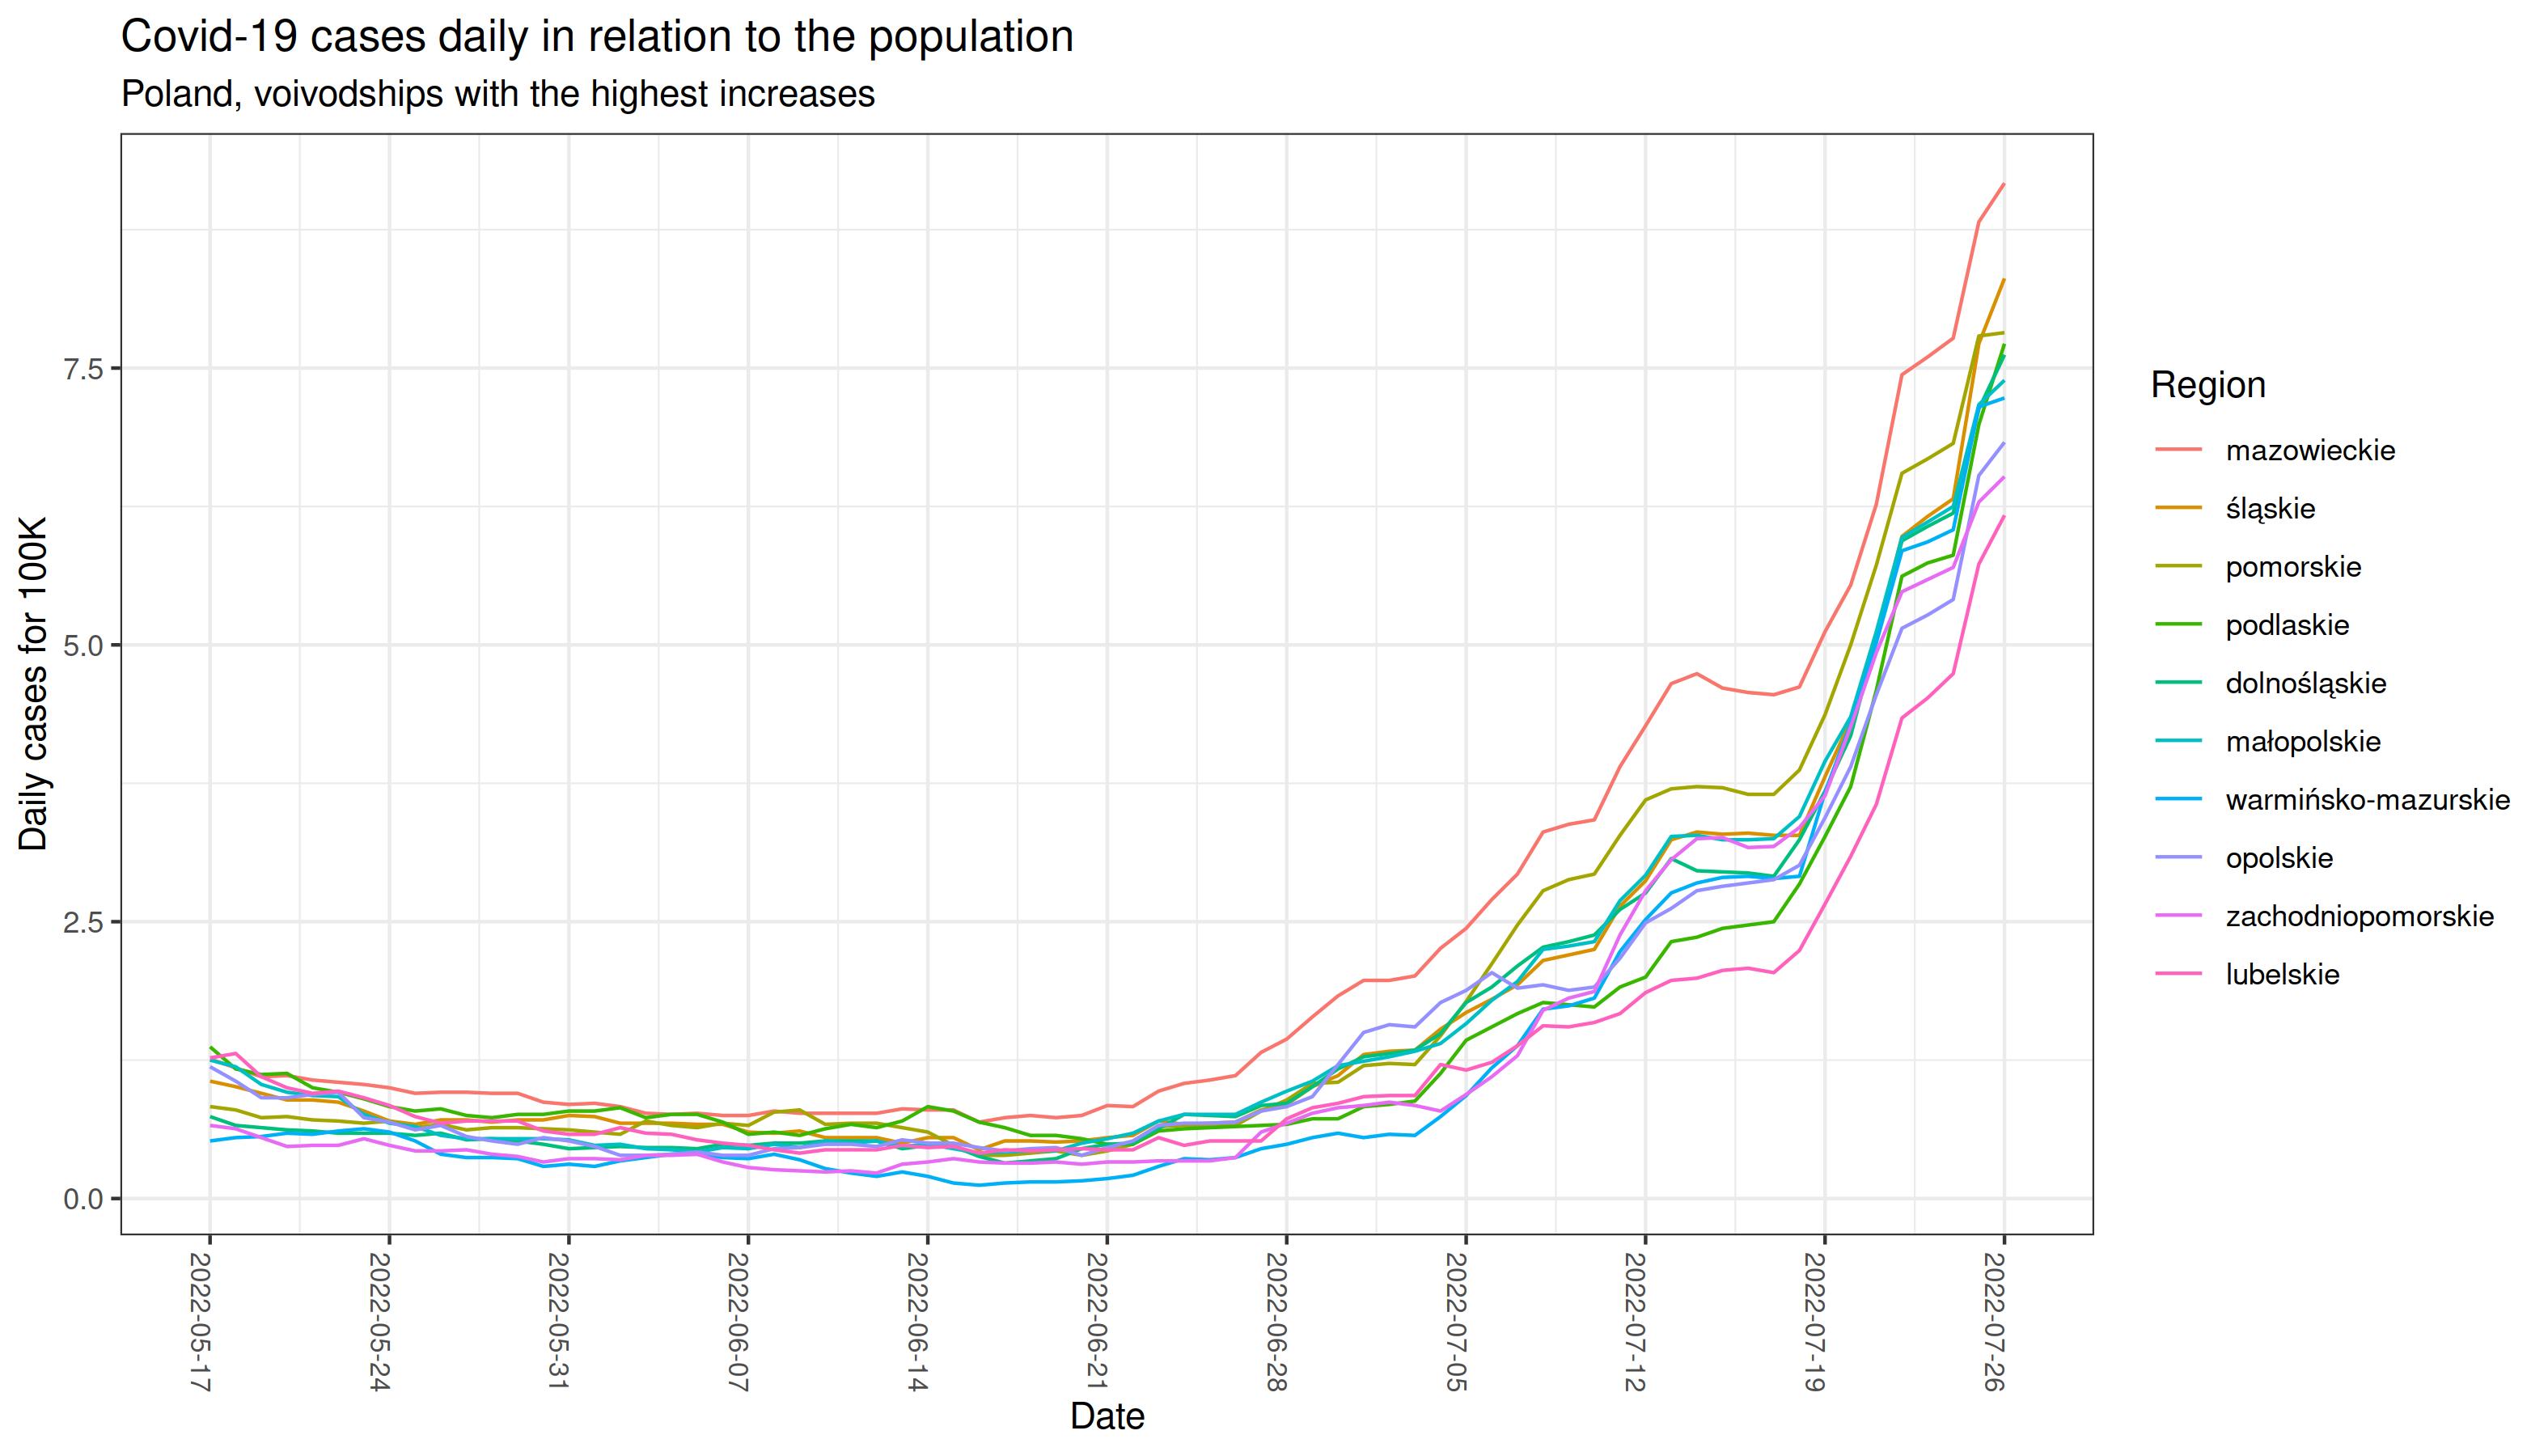 Covid-19 cases daily in relation to the population
Poland, voivodships with the highest increases
Daily cases for 100K
7.5
5.0
2.5
0.0
2022-05-17
2022-05-24
2022-05-31
2022-06-07
2022-06-14
2022-06-21
2022-06-28
2022-07-05
2022-07-12
2022-07-19
2022-07-26
Date
Region
mazowieckie
śląskie
pomorskie
podlaskie
dolnośląskie
małopolskie
warmińsko-mazurskie
opolskie
zachodniopomorskie
lubelskie